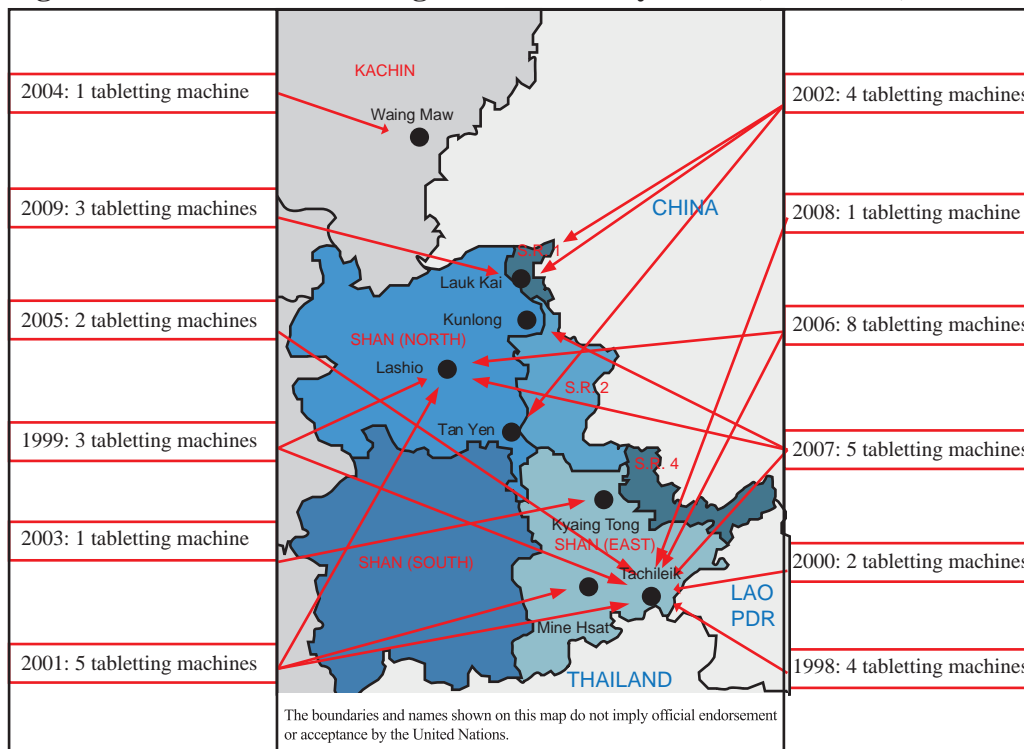 2004: 1 tabletting machine
2009: 3 tabletting machines
2005: 2 tabletting machines
1999: 3 tabletting machines
2003: 1 tabletting machine
2001: 5 tabletting machines
KACHIN
Waing Maw
CHINA
S.R. 1
Lauk Kai
Kunlong
SHAN (NORTH)
Lashio
S.R. 2
Tan Yen
S.R. 4
Kyaing Tong
SHAN (EAST)
SHAN (SOUTH)
Tachileik
Mine Hsat
LAO
PDR
THAILAND
2002: 4 tabletting machines
2008: 1 tabletting machine
2006: 8 tabletting machines
2007: 5 tabletting machines
2000: 2 tabletting machines
1998: 4 tabletting machines
The boundaries and names shown on this map do not imply official endorsement
or acceptance by the United Nations.